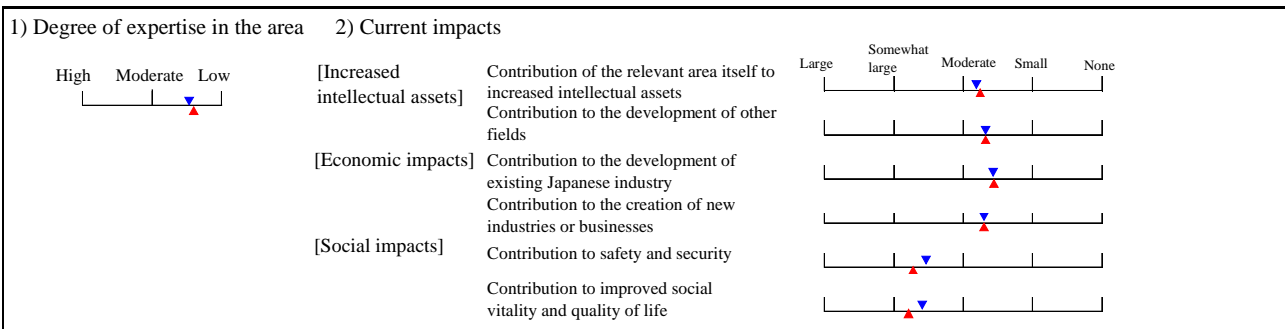 1) Degree of expertise in the area 2) Current impacts
High Moderate Low
Large Somewhat large Moderate Small None
[Increased intellectual assets]
Contribution of the relevant area itself to
increased intellectual assets
Contribution to the development of other
fields
[Economic impacts]
Contribution to the development of
existing Japanese industry
Contribution to the creation of new
industries or businesses
[Social impacts]
Contribution to safety and security
Contribution to improved social
vitality and quality of life